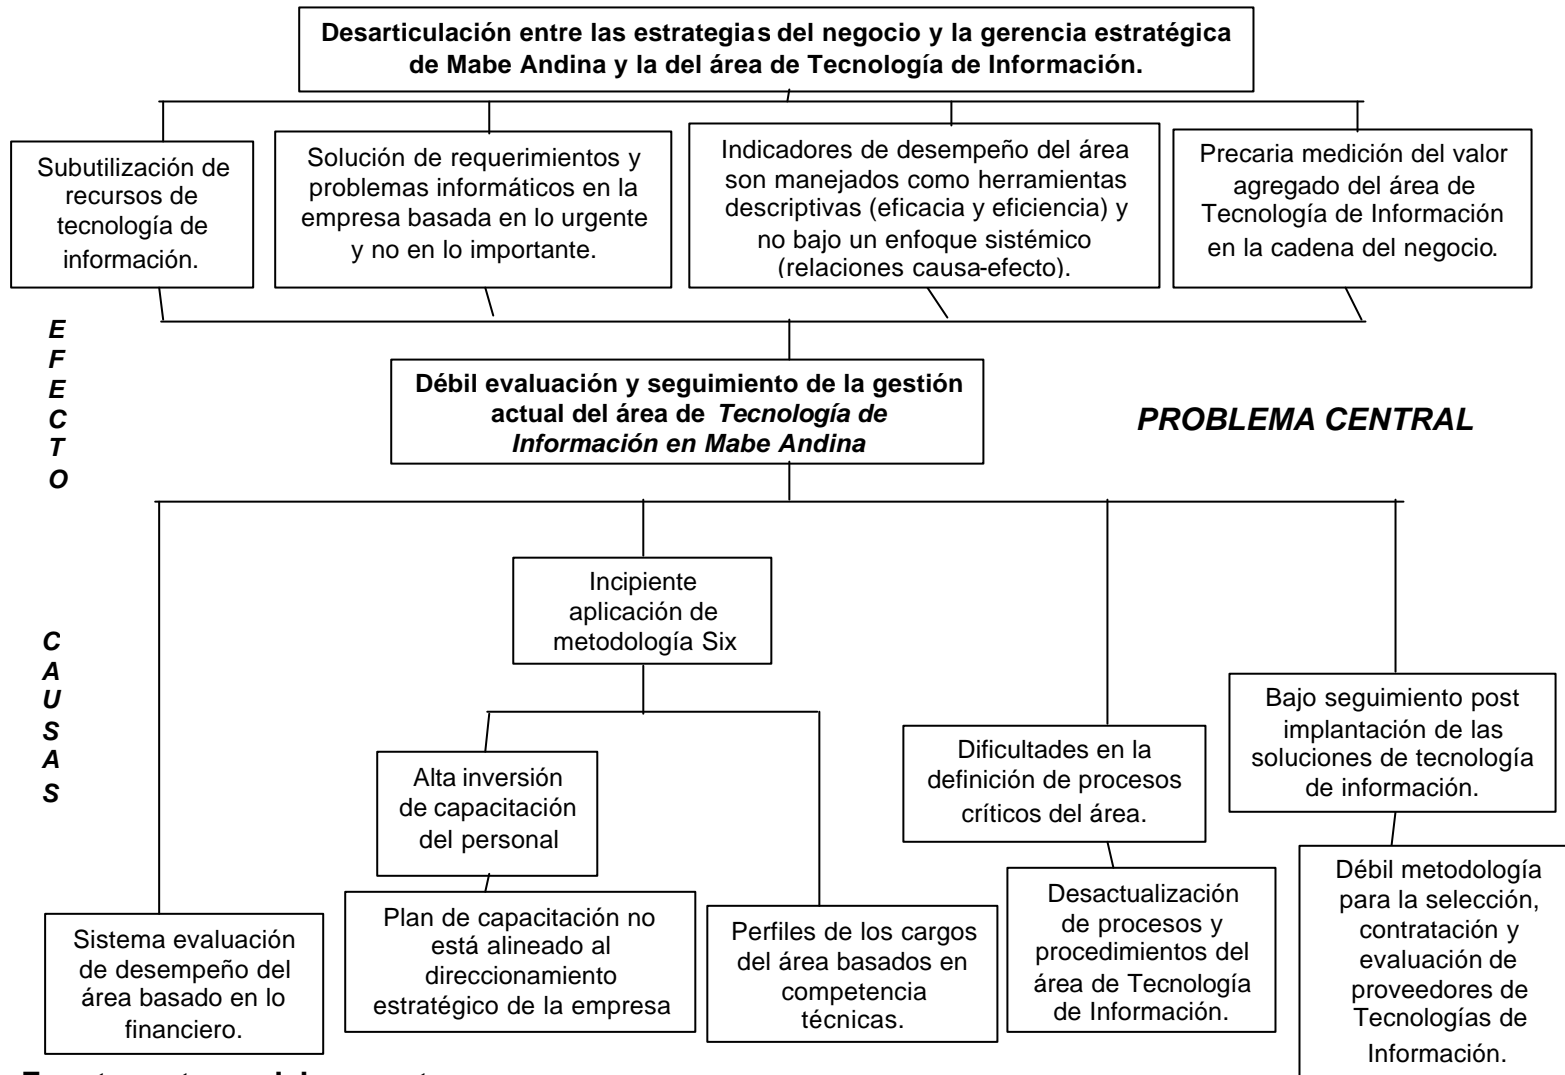 Desarticulación entre las estrategias del negocio y la gerencia estratégica
de Mabe Andina y la del área de Tecnología de Información.
Subutilización de
recursos de
tecnología de
información.
Solución de requerimientos y
problemas informáticos en la
empresa basada en lo urgente
y no en lo importante.
Indicadores de desempeño del área
son manejados como herramientas
descriptivas (eficacia y eficiencia) y
no bajo un enfoque sistémico
(relaciones causa-efecto).
Precaria medición del valor
agregado del área de
Tecnología de Información
en la cadena del negocio.
E
F
E
C
T
O
Débil evaluación y seguimiento de la gestión
actual del área de Tecnología de
Información en Mabe Andina
PROBLEMA CENTRAL
C
A
U
S
A
S
Incipiente
aplicación de
metodología Six
Alta inversión
de capacitación
del personal
Dificultades en la
definición de procesos
críticos del área.
Bajo seguimiento post
implantación de las
soluciones de tecnología
de información.
Sistema evaluación
de desempeño del
área basado en lo
financiero.
Plan de capacitación no
está alineado al
direccionamiento
estratégico de la empresa
Perfiles de los cargos
del área basados en
competencia
técnicas.
Desactualización
de procesos y
procedimientos del
área de Tecnología
de Información.
Débil metodología
para la selección,
contratación y
evaluación de
proveedores de
Tecnologías de
Información.